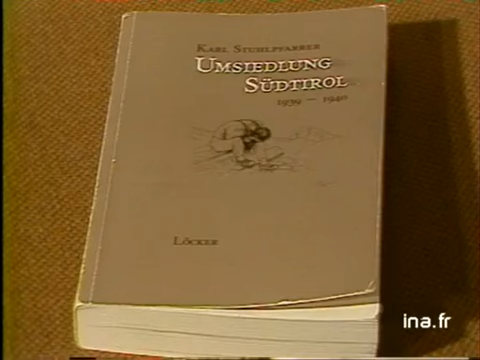 KARL STUHLPFARRER
UMSIEDLUNG
SÜDTIROL
1939 – 1940
LÖCKER
ina.fr